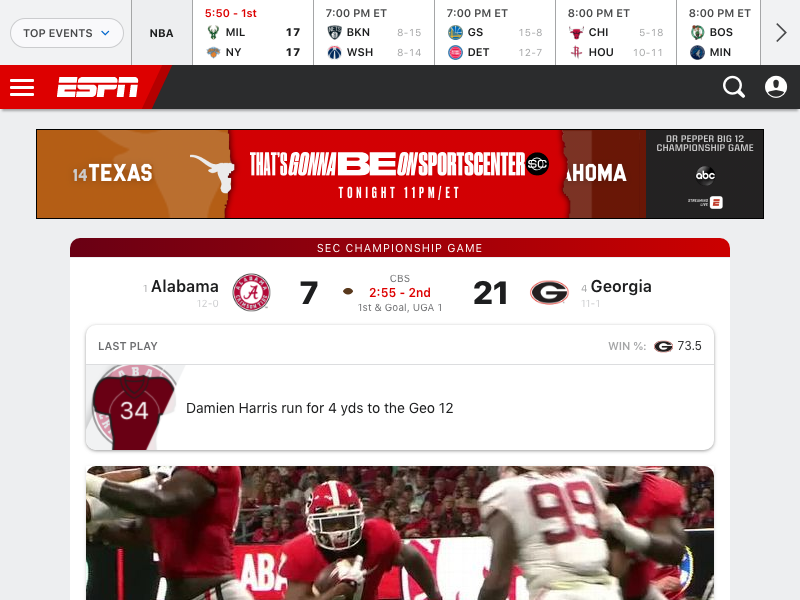 TOP EVENTS
NBA
5:50 - 1st
MIL 17
NY 17
7:00 PM ET
BKN 8-15
WSH 8-14
7:00 PM ET
GS 15-8
DET 12-7
8:00 PM ET
CHI 5-18
HOU 10-11
8:00 PM ET
BOS
MIN
ESPN
14 TEXAS
THAT'S GONNA BE ON SPORTSCENTER SC
TONIGHT 11PM/ET
AHOMA
DR PEPPER BIG 12
CHAMPIONSHIP GAME
abc
STREAMING
LIVE
SEC CHAMPIONSHIP GAME
1 Alabama
12-0
7
CBS
2:55 - 2nd
1st & Goal, UGA 1
21
4 Georgia
11-1
LAST PLAY
WIN %: G 73.5
34
Damien Harris run for 4 yds to the Geo 12
ABA
99